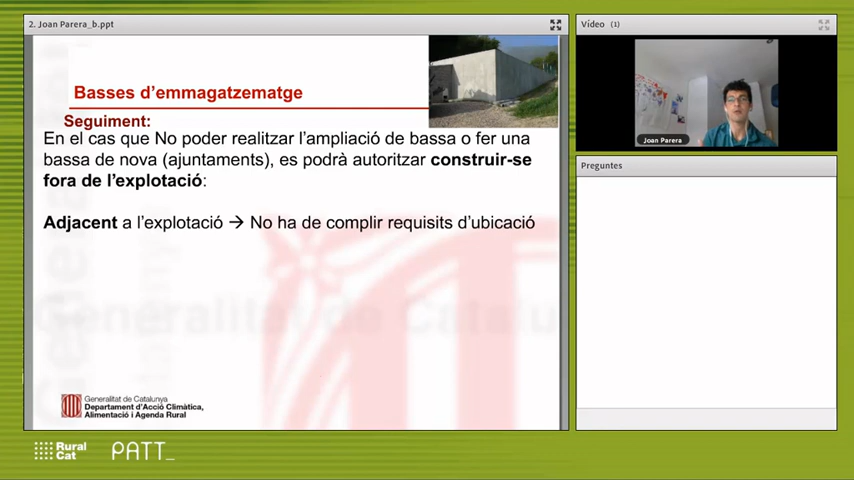 2. Joan Parera_b.ppt
Basses d'emmagatzematge
Seguiment:
En el cas que No poder realitzar l'ampliació de bassa o fer una
bassa de nova (ajuntaments), es podrà autoritzar construir-se
fora de l'explotació:
Adjacent a l'explotació → No ha de complir requisits d'ubicació
Generalitat de Catalunya
Departament d'Acció Climàtica,
Alimentació i Agenda Rural
Vídeo (1)
Joan Parera
Preguntes
Rural
Cat
PATT_